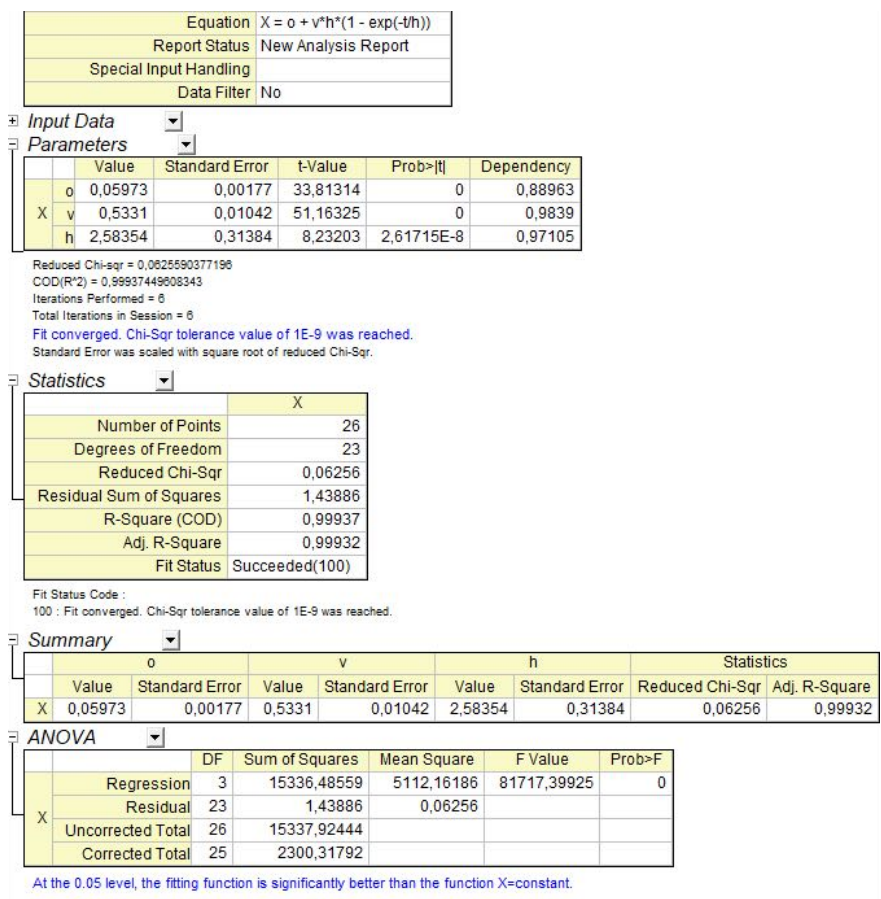 Equation X = o + v*h*(1 - exp(-t/h))
Report Status New Analysis Report
Special Input Handling
Data Filter No
Input Data
Parameters
Value Standard Error t-Value Prob>|t| Dependency
o 0,05973 0,00177 33,81314 0 0,88963
X v 0,5331 0,01042 51,16325 0 0,9839
h 2,58354 0,31384 8,23203 2,61715E-8 0,97105
Reduced Chi-sqr = 0,0625590377196
COD(R^2) = 0,99937449608343
Iterations Performed = 6
Total Iterations in Session = 6
Fit converged. Chi-Sqr tolerance value of 1E-9 was reached.
Standard Error was scaled with square root of reduced Chi-Sqr.
Statistics
X
Number of Points 26
Degrees of Freedom 23
Reduced Chi-Sqr 0,06256
Residual Sum of Squares 1,43886
R-Square (COD) 0,99937
Adj. R-Square 0,99932
Fit Status Succeeded(100)
Fit Status Code :
100 : Fit converged. Chi-Sqr tolerance value of 1E-9 was reached.
Summary
o v h Statistics
Value Standard Error Value Standard Error Value Standard Error Reduced Chi-Sqr Adj. R-Square
X 0,05973 0,00177 0,5331 0,01042 2,58354 0,31384 0,06256 0,99932
ANOVA
DF Sum of Squares Mean Square F Value Prob>F
Regression 3 15336,48559 5112,16186 81717,39925 0
X Residual 23 1,43886 0,06256
Uncorrected Total 26 15337,92444
Corrected Total 25 2300,31792
At the 0.05 level, the fitting function is significantly better than the function X=constant.